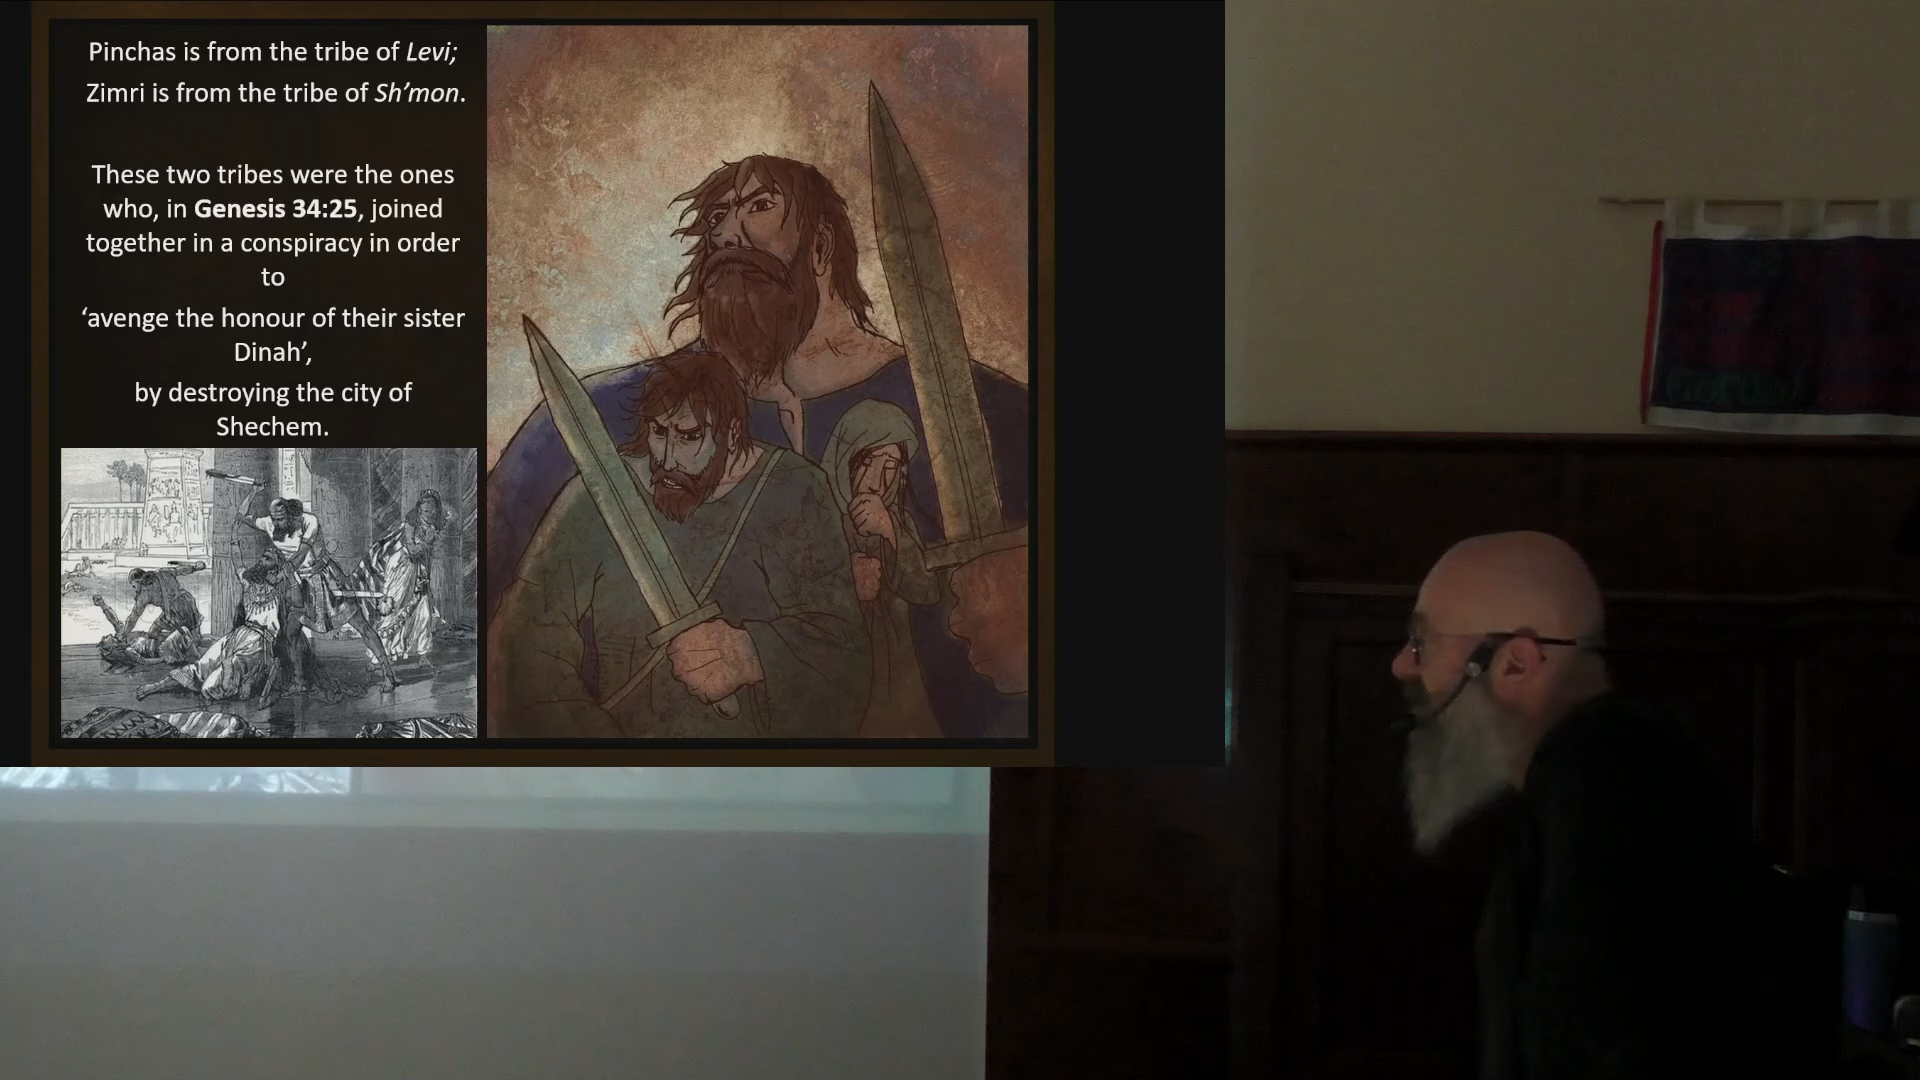 Pinchas is from the tribe of Levi;
Zimri is from the tribe of Sh’mon.
These two tribes were the ones
who, in Genesis 34:25, joined
together in a conspiracy in order
to
‘avenge the honour of their sister
Dinah’,
by destroying the city of
Shechem.